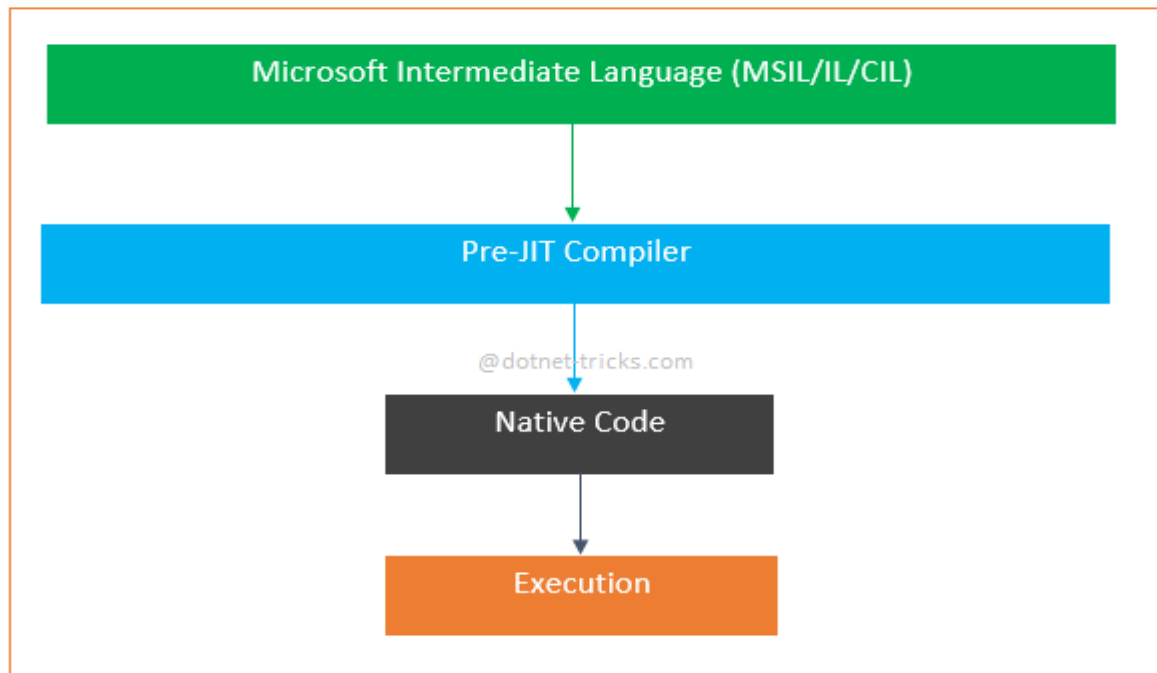 Microsoft Intermediate Language (MSIL/IL/CIL)
Pre-JIT Compiler
@dotnet-tricks.com
Native Code
Execution